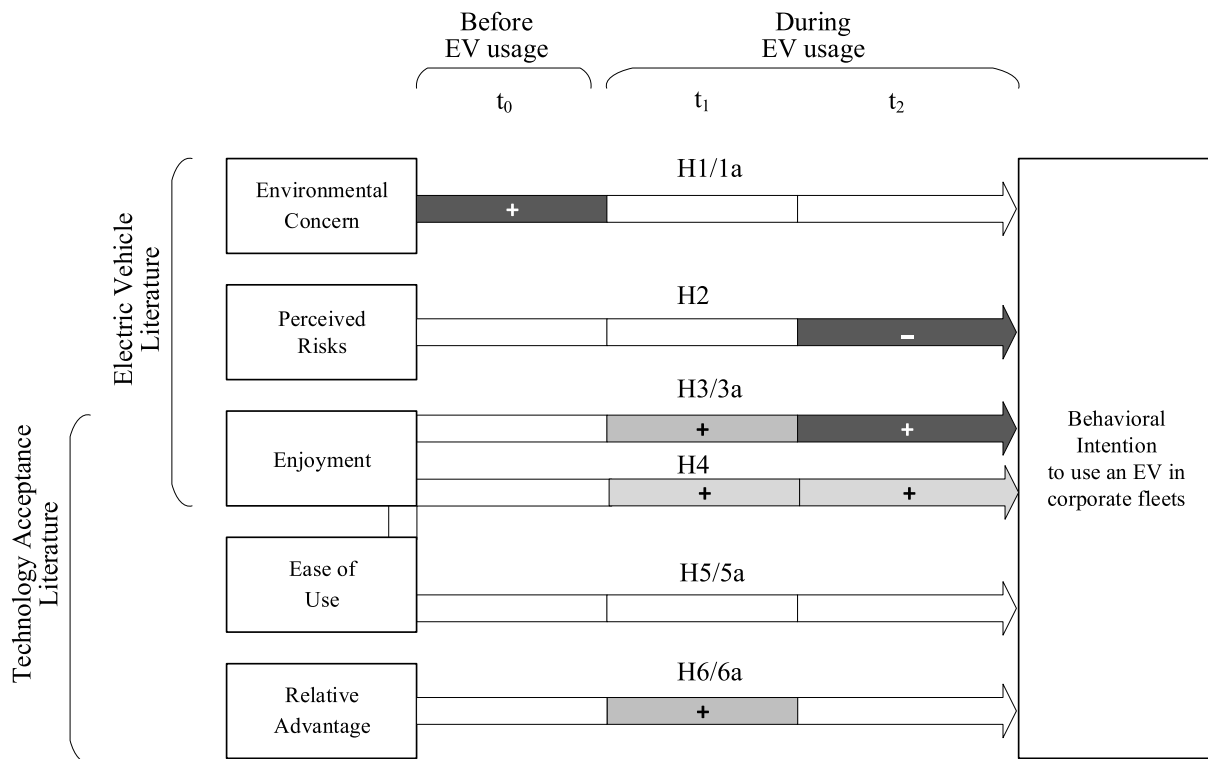 Before
EV usage
During
EV usage
t0
t1
t2
Electric Vehicle
Literature
Technology Acceptance
Literature
Environmental
Concern
H1/1a
+
Perceived
Risks
H2
–
Enjoyment
H3/3a
+
+
H4
+
+
Ease of
Use
H5/5a
Relative
Advantage
H6/6a
+
Behavioral
Intention
to use an EV in
corporate fleets